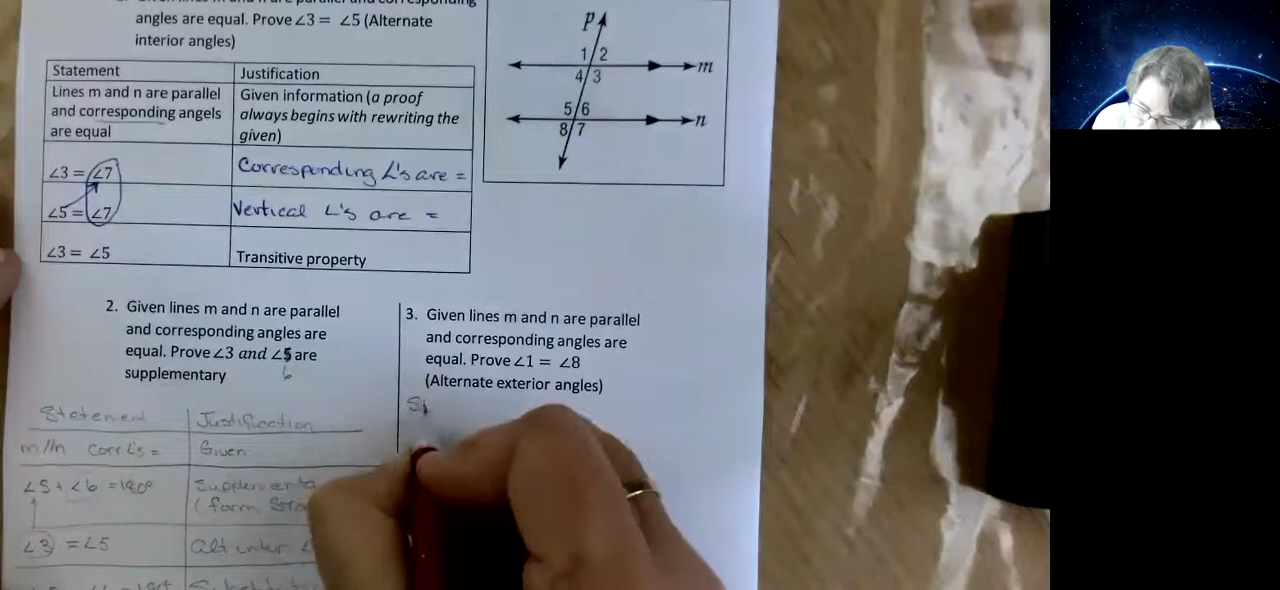 angles are equal. Prove ∠3 = ∠5 (Alternate
interior angles)
Statement Justification
Lines m and n are parallel
and corresponding angels
are equal
Given information (a proof
always begins with rewriting the
given)
∠3 = ∠7 Corresponding ∠'s are =
∠5 = ∠7 Vertical ∠'s are =
∠3 = ∠5 Transitive property
p
1 2
m
4 3
5 6
n
8 7
2. Given lines m and n are parallel
and corresponding angles are
equal. Prove ∠3 and ∠5 are
supplementary 6
Statement Justification
m//n corr ∠'s = Given
∠5 + ∠6 = 180°
(form
∠3 = ∠5 alt inter
3. Given lines m and n are parallel
and corresponding angles are
equal. Prove ∠1 = ∠8
(Alternate exterior angles)